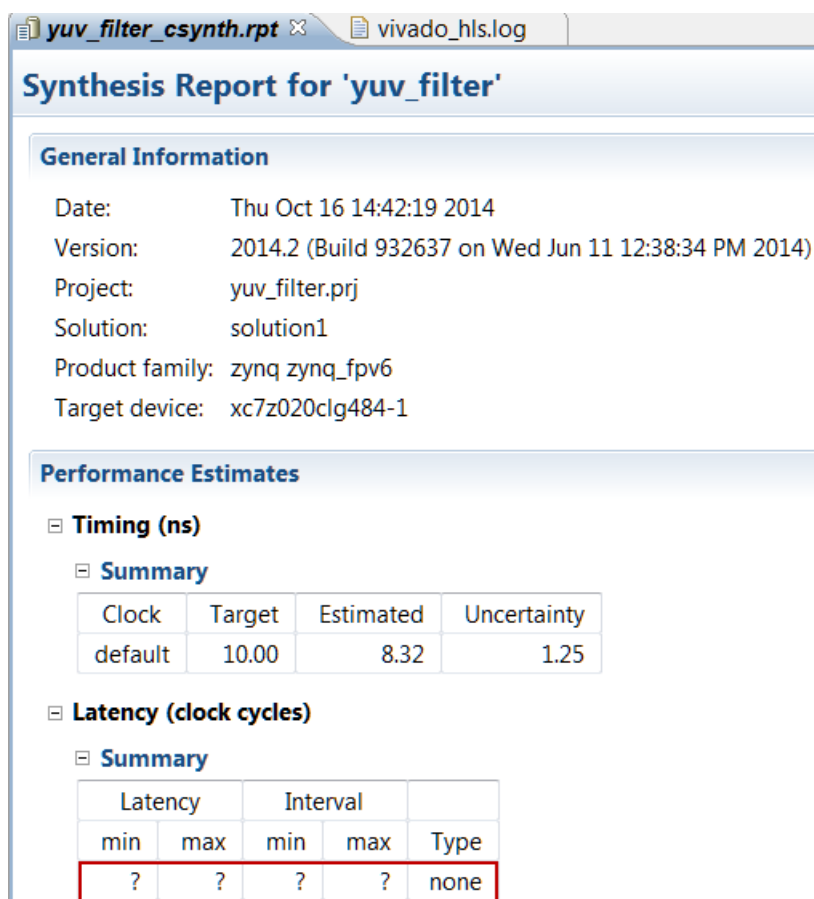 yuv_filter_csynth.rpt vivado_hls.log
Synthesis Report for 'yuv_filter'
General Information
Date: Thu Oct 16 14:42:19 2014
Version: 2014.2 (Build 932637 on Wed Jun 11 12:38:34 PM 2014)
Project: yuv_filter.prj
Solution: solution1
Product family: zynq zynq_fpv6
Target device: xc7z020clg484-1
Performance Estimates
Timing (ns)
Summary
Clock Target Estimated Uncertainty
default 10.00 8.32 1.25
Latency (clock cycles)
Summary
Latency Interval
min max min max Type
? ? ? ? none